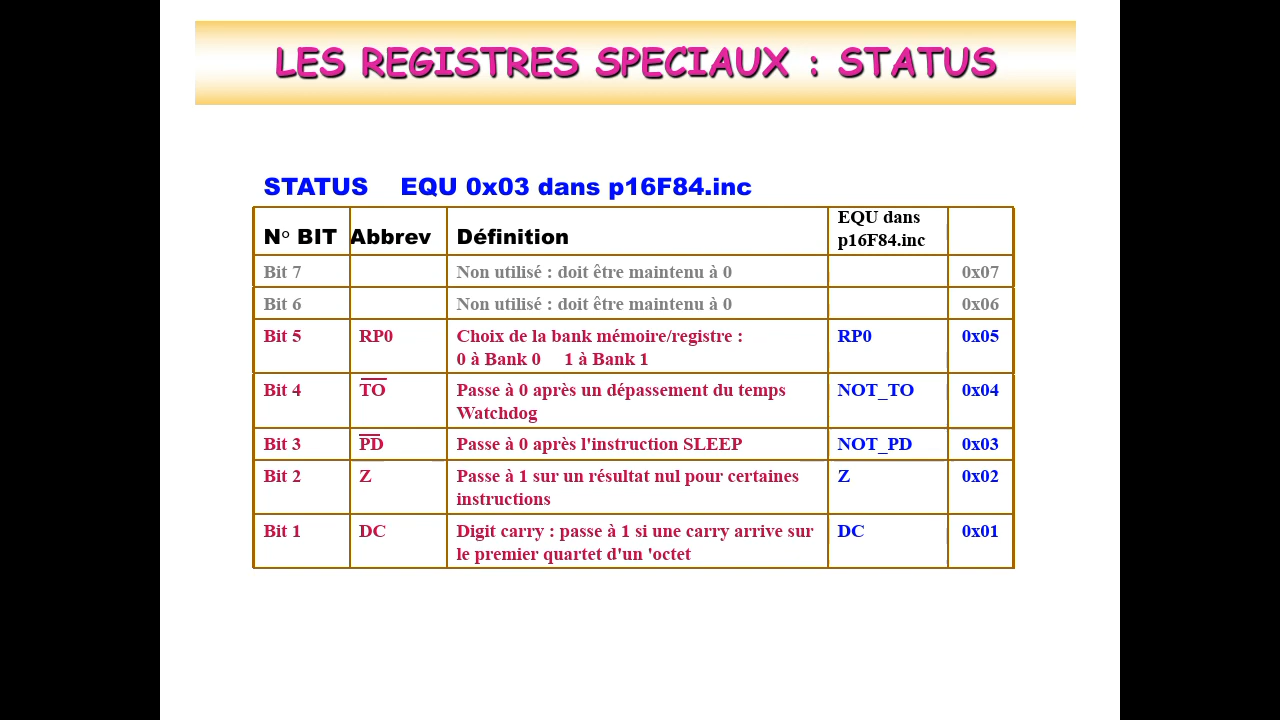 LES REGISTRES SPECIAUX : STATUS
STATUS EQU 0x03 dans p16F84.inc
N° BIT Abbrev Définition EQU dans
p16F84.inc
Bit 7 Non utilisé : doit être maintenu à 0 0x07
Bit 6 Non utilisé : doit être maintenu à 0 0x06
Bit 5 RP0 Choix de la bank mémoire/registre : RP0 0x05
0 à Bank 0 1 à Bank 1
Bit 4 TO Passe à 0 après un dépassement du temps NOT_TO 0x04
Watchdog
Bit 3 PD Passe à 0 après l'instruction SLEEP NOT_PD 0x03
Bit 2 Z Passe à 1 sur un résultat nul pour certaines Z 0x02
instructions
Bit 1 DC Digit carry : passe à 1 si une carry arrive sur DC 0x01
le premier quartet d'un 'octet